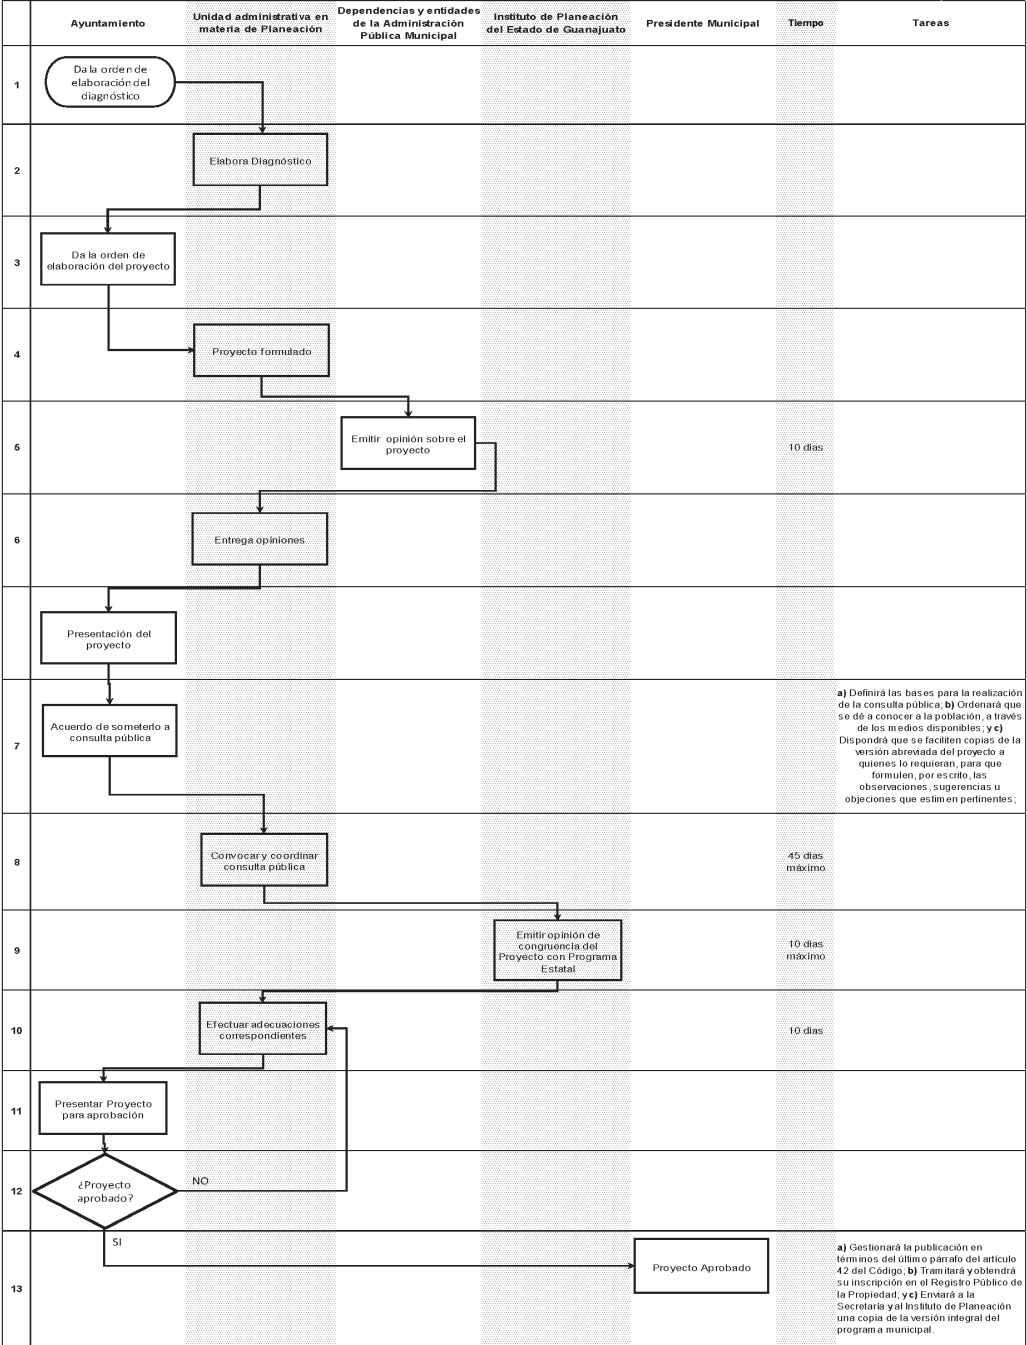 Ayuntamiento
Unidad administrativa en
materia de Planeación
Dependencias y entidades
de la Administración
Pública Municipal
Instituto de Planeación
del Estado de Guanajuato
Presidente Municipal
Tiempo
Tareas
1
Da la orden de
elaboración del
diagnóstico
2
Elabora Diagnóstico
3
Da la orden de
elaboración del proyecto
4
Proyecto formulado
5
Emitir opinión sobre el
proyecto
10 dias
6
Entrega opiniones
Presentación del
proyecto
7
Acuerdo de someterlo a
consulta pública
a) Definirá las bases para la realización
de la consulta pública; b) Ordenará que
se dé a conocer a la población, a través
de los medios disponibles; y c)
Dispondrá que se faciliten copias de la
versión abreviada del proyecto a
quienes lo requieran, para que
formulen, por escrito, las
observaciones, sugerencias u
objeciones que estimen pertinentes;
8
Convocar y coordinar
consulta pública
45 dias
máximo
9
Emitir opinión de
congruencia del
Proyecto con Programa
Estatal
10 dias
máximo
10
Efectuar adecuaciones
correspondientes
10 dias
11
Presentar Proyecto
para aprobación
12
¿Proyecto
aprobado?
NO
SI
13
Proyecto Aprobado
a) Gestionará la publicación en
términos del último párrafo del artículo
42 del Código; b) Tramitará y obtendrá
su inscripción en el Registro Público de
la Propiedad; y c) Enviará a la
Secretaría y al Instituto de Planeación
una copia de la versión integral del
programa municipal.